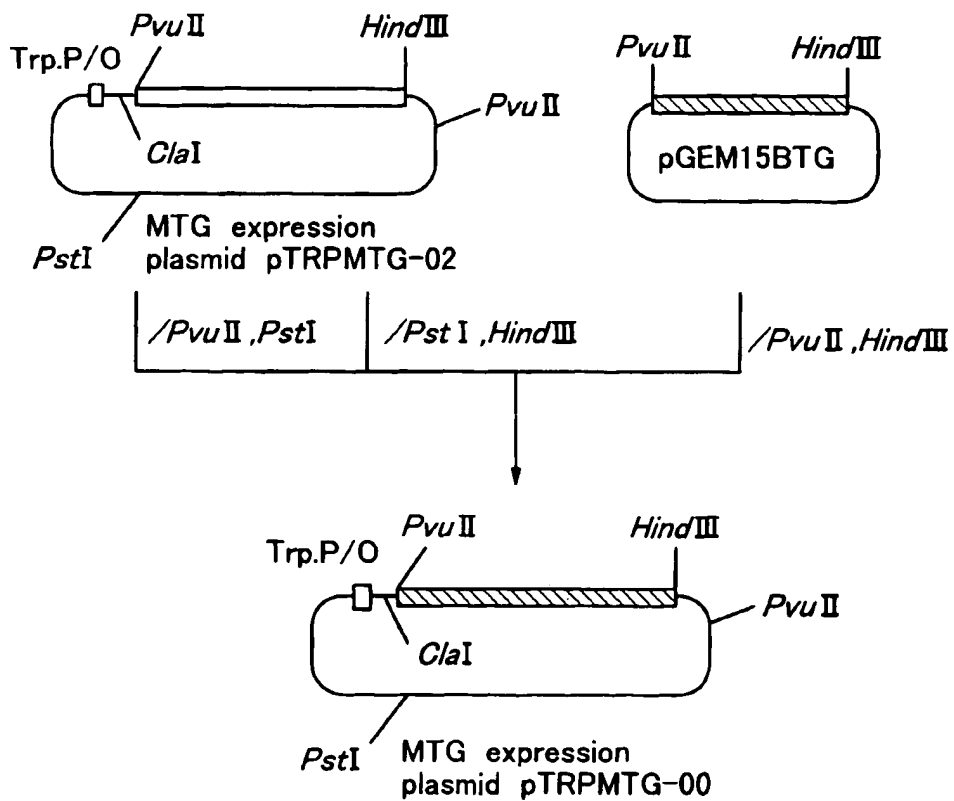 PvuⅡ
HindⅢ
Trp.P/O
PvuⅡ
ClaⅠ
PstⅠ
MTG expression
plasmid pTRPMTG-02
PvuⅡ
HindⅢ
pGEM15BTG
/PvuⅡ,PstⅠ
/PstⅠ,HindⅢ
/PvuⅡ,HindⅢ
PvuⅡ
HindⅢ
Trp.P/O
PvuⅡ
ClaⅠ
PstⅠ
MTG expression
plasmid pTRPMTG-00